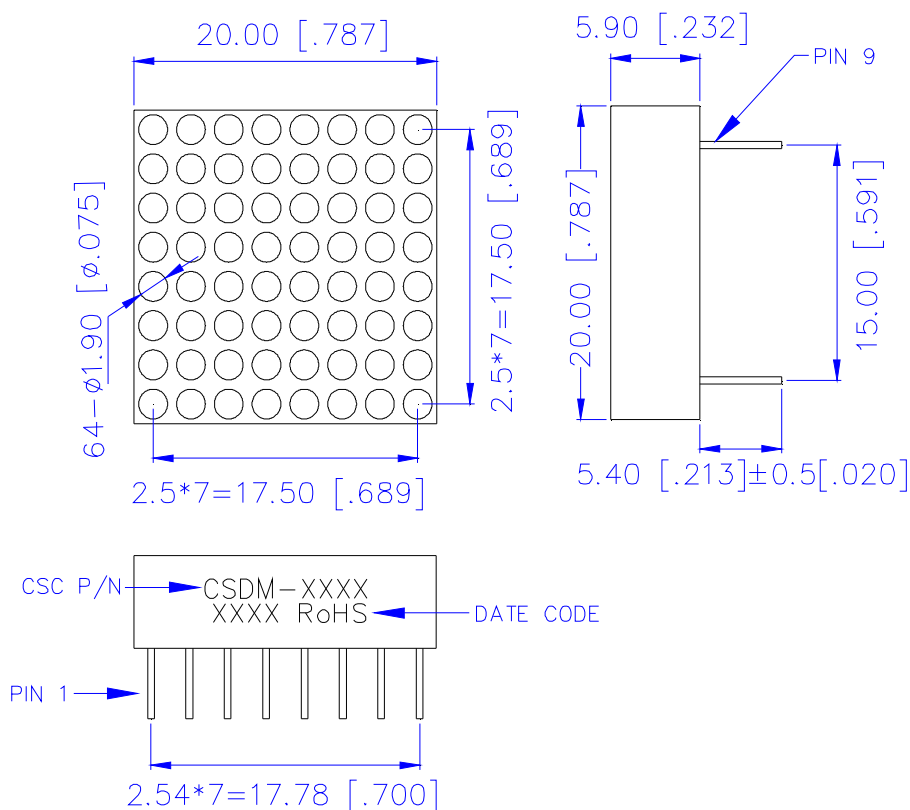 20.00 [.787]
5.90 [.232]
PIN 9
64-ø1.90 [ø.075]
2.5*7=17.50 [.689]
20.00 [.787]
15.00 [.591]
2.5*7=17.50 [.689]
5.40 [.213]±0.5[.020]
CSC P/N
CSDM-XXXX
XXXX RoHS
DATE CODE
PIN 1
2.54*7=17.78 [.700]